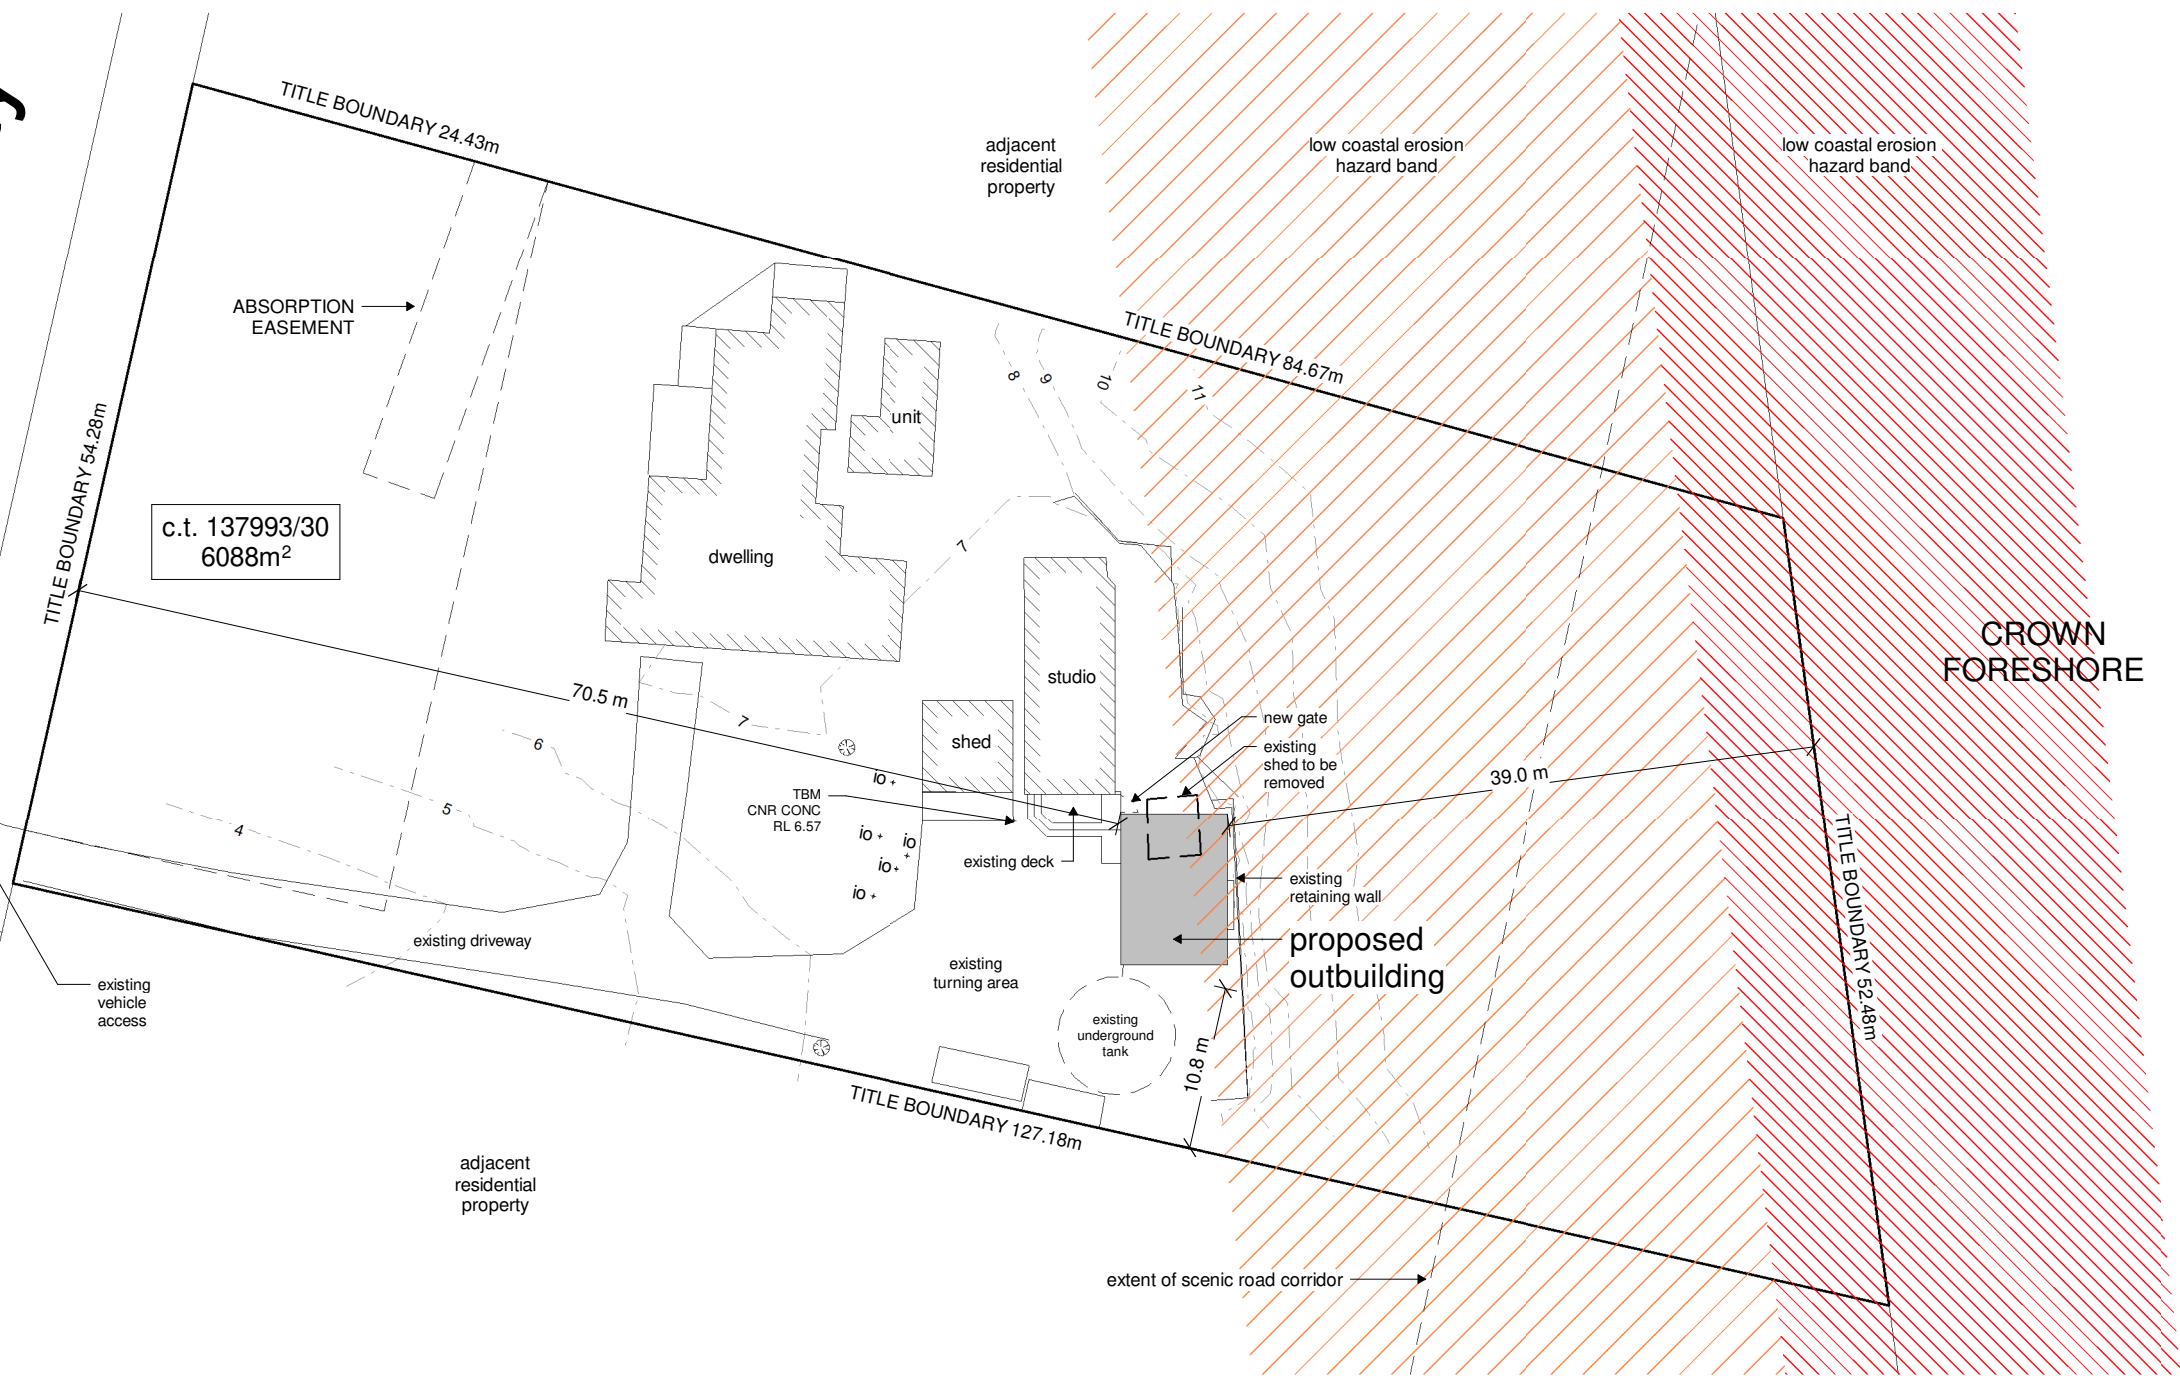 y
TITLE BOUNDARY 24.43m
adjacent
residential
property
low coastal erosion
hazard band
low coastal erosion
hazard band
ABSORPTION
EASEMENT
TITLE BOUNDARY 84.67m
8
9
10
11
unit
TITLE BOUNDARY 54.28m
c.t. 137993/30
6088m²
dwelling
7
CROWN
FORESHORE
studio
70.5 m
7
new gate
6
shed
existing
shed to be
removed
39.0 m
io
TBM
CNR CONC
RL 6.57
5
4
io
io
io
io
existing deck
existing
retaining wall
TITLE BOUNDARY 52.48m
existing driveway
proposed
outbuilding
existing
turning area
existing
vehicle
access
existing
underground
tank
10.8 m
TITLE BOUNDARY 127.18m
adjacent
residential
property
extent of scenic road corridor